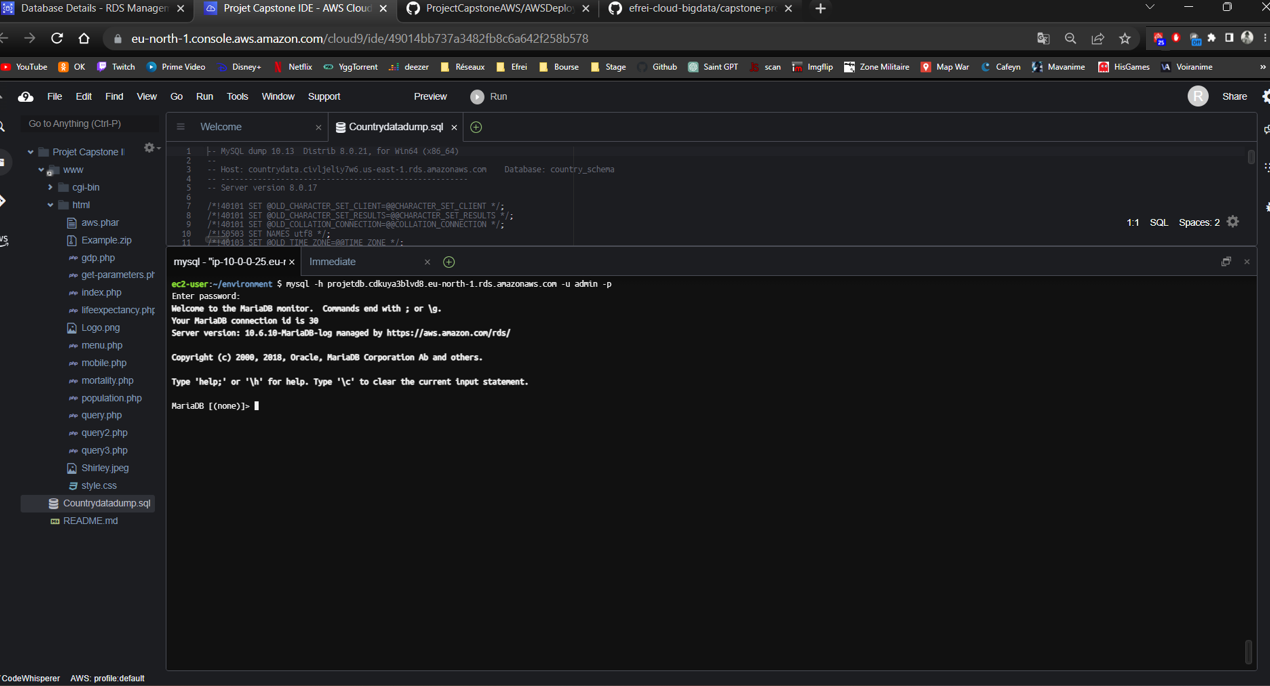 Database Details - RDS Managen
Projet Capstone IDE - AWS Cloud
ProjectCapstoneAWS/AWSDeploy
efrei-cloud-bigdata/capstone-pr
eu-north-1.console.aws.amazon.com/cloud9/ide/49014bb737a3482fb8c6a642f258b578
YouTube OK Twitch Prime Video Disney+ Netflix YggTorrent deezer Réseaux Efrei Bourse Stage Github Saint GPT scan Imgflip Zone Militaire Map War Cafeyn Mavanime HisGames Voiranime »
9 File Edit Find View Go Run Tools Window Support Preview Run R Share
Go to Anything (Ctrl-P)
Welcome
Countrydatadump.sql
Projet Capstone I
www
cgi-bin
html
aws.phar
Example.zip
gdp.php
get-parameters.ph
index.php
lifeexpectancy.php
Logo.png
menu.php
mobile.php
mortality.php
population.php
query.php
query2.php
query3.php
Shirley.jpeg
style.css
Countrydatadump.sql
README.md
1 -- MySQL dump 10.13 Distrib 8.0.21, for Win64 (x86_64)
2 --
3 -- Host: countrydata.civljeliy7w6.us-east-1.rds.amazonaws.com Database: country_schema
4 -- ------------------------------------------------------
5 -- Server version 8.0.17
6
7 /*!40101 SET @OLD_CHARACTER_SET_CLIENT=@@CHARACTER_SET_CLIENT */;
8 /*!40101 SET @OLD_CHARACTER_SET_RESULTS=@@CHARACTER_SET_RESULTS */;
9 /*!40101 SET @OLD_COLLATION_CONNECTION=@@COLLATION_CONNECTION */;
10 /*!50503 SET NAMES utf8 */;
11 /*!40103 SET @OLD_TIME_ZONE=@@TIME_ZONE */;
1:1 SQL Spaces: 2
mysql - "ip-10-0-0-25.eu-r
Immediate
ec2-user:~/environment $ mysql -h projetdb.cdkuya3blvd8.eu-north-1.rds.amazonaws.com -u admin -p
Enter password:
Welcome to the MariaDB monitor. Commands end with ; or \g.
Your MariaDB connection id is 30
Server version: 10.6.10-MariaDB-log managed by https://aws.amazon.com/rds/
Copyright (c) 2000, 2018, Oracle, MariaDB Corporation Ab and others.
Type 'help;' or '\h' for help. Type '\c' to clear the current input statement.
MariaDB [(none)]>
CodeWhisperer AWS: profile:default